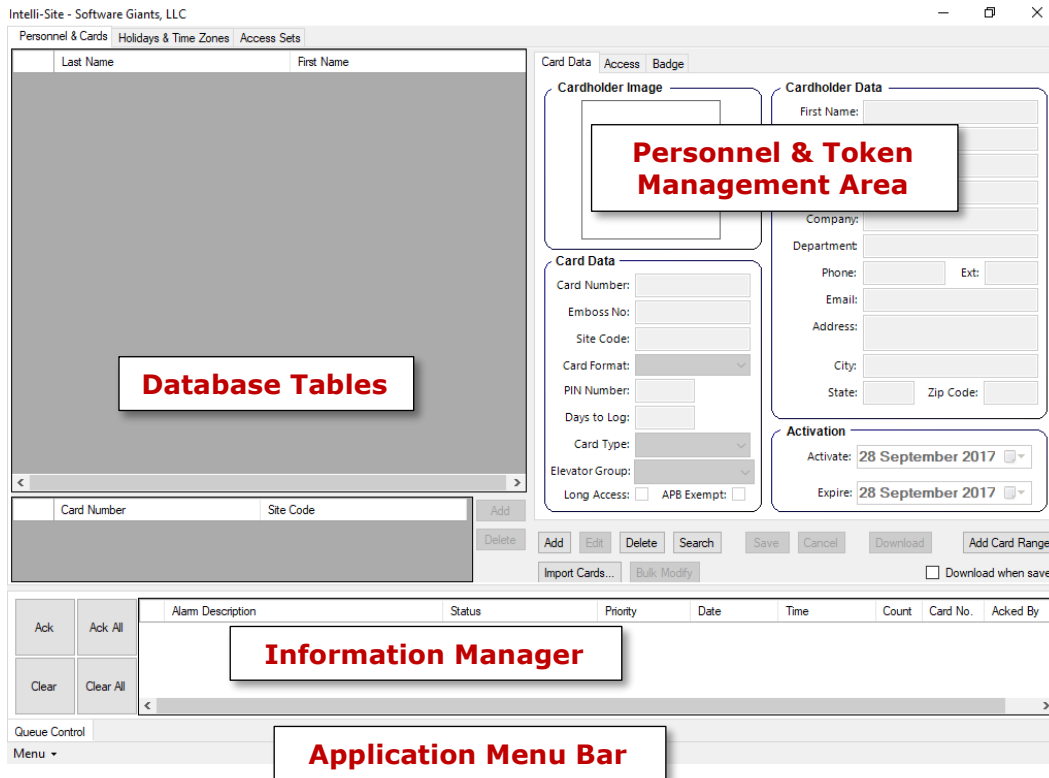 Intelli-Site - Software Giants, LLC
Personnel & Cards Holidays & Time Zones Access Sets
Last Name First Name
Card Data Access Badge
Cardholder Image
Cardholder Data
First Name:
Personnel & Token
Management Area
Company:
Department:
Phone: Ext:
Email:
Address:
City:
State: Zip Code:
Card Data
Card Number:
Emboss No:
Site Code:
Card Format:
PIN Number:
Days to Log:
Card Type:
Elevator Group:
Long Access: APB Exempt:
Activation
Activate: 28 September 2017
Expire: 28 September 2017
Database Tables
Card Number Site Code
Add
Delete
Add Edit Delete Search Save Cancel Download Add Card Range
Import Cards... Bulk Modify Download when save
Ack Ack All
Clear Clear All
Alarm Description Status Priority Date Time Count Card No. Acked By
Information Manager
Queue Control
Menu
Application Menu Bar